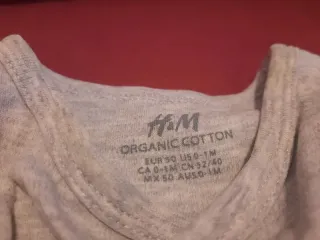 H&M
ORGANIC COTTON
EUR 50 US 0-1M
CA 0-1M CN 52/40
MX 50 AUS 0-1M